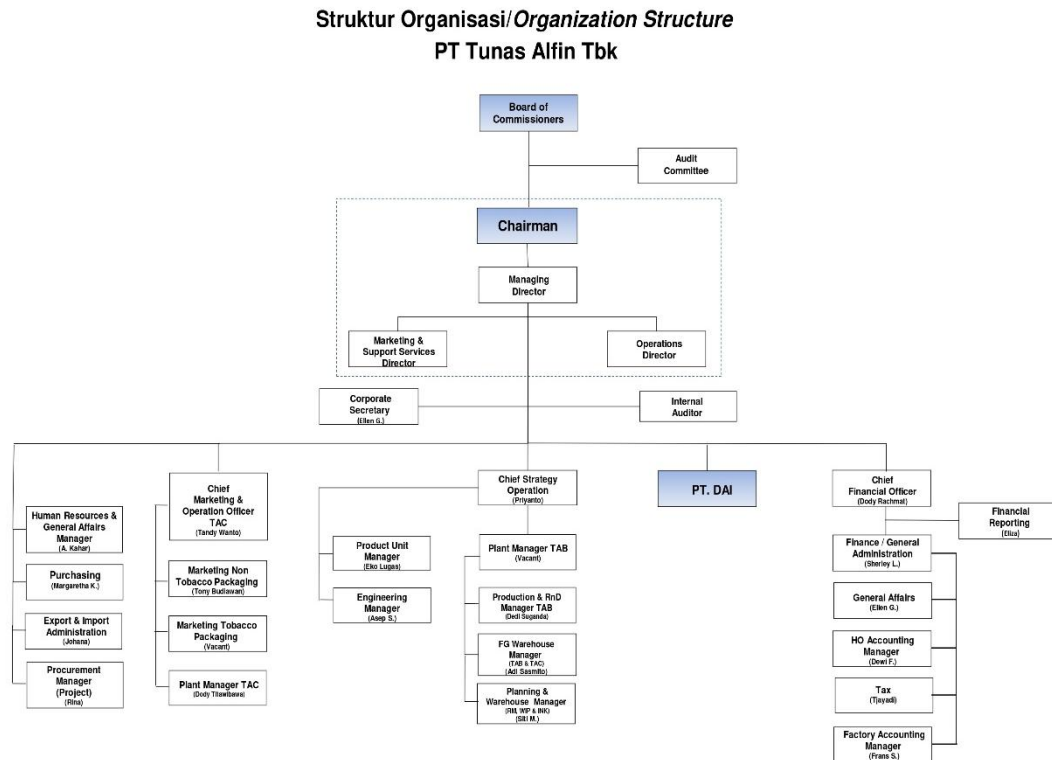 Struktur Organisasi/Organization Structure
PT Tunas Alfin Tbk
Board of
Commissioners
Audit
Committee
Chairman
Managing
Director
Marketing &
Support Services
Director
Operations
Director
Corporate
Secretary
(Ellen G.)
Internal
Auditor
Human Resources &
General Affairs
Manager
(A. Kahar)
Purchasing
(Margaretha K.)
Export & Import
Administration
(Johana)
Procurement
Manager
(Project)
(Rina)
Chief
Marketing &
Operation Officer
TAC
(Tandy Wanto)
Marketing Non
Tobacco Packaging
(Tony Budiawan)
Marketing Tobacco
Packaging
(Vacant)
Plant Manager TAC
(Dody Titawibawa)
Chief Strategy
Operation
(Priyanto)
Product Unit
Manager
(Eko Lugas)
Engineering
Manager
(Asep S.)
Plant Manager TAB
(Vacant)
Production & RnD
Manager TAB
(Dedi Suganda)
FG Warehouse
Manager
(TAB & TAC)
(Adi Sasmito)
Planning &
Warehouse Manager
(RM, WIP & INK)
(Siti M.)
PT. DAI
Chief
Financial Officer
(Dody Rachmat)
Financial
Reporting
(Eliza)
Finance / General
Administration
(Sherley L.)
General Affairs
(Ellen G.)
HO Accounting
Manager
(Dewi F.)
Tax
(Tjayadi)
Factory Accounting
Manager
(Frans S.)